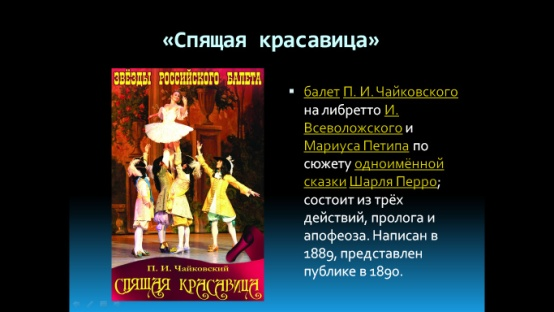 «Спящая красавица»
ЗВЁЗДЫ РОССИЙСКОГО БАЛЕТА
П. И. Чайковский
СПЯЩАЯ КРАСАВИЦА
балет П. И. Чайковского
на либретто И.
Всеволожского и
Мариуса Петипа по
сюжету одноимённой
сказки Шарля Перро;
состоит из трёх
действий, пролога и
апофеоза. Написан в
1889, представлен
публике в 1890.